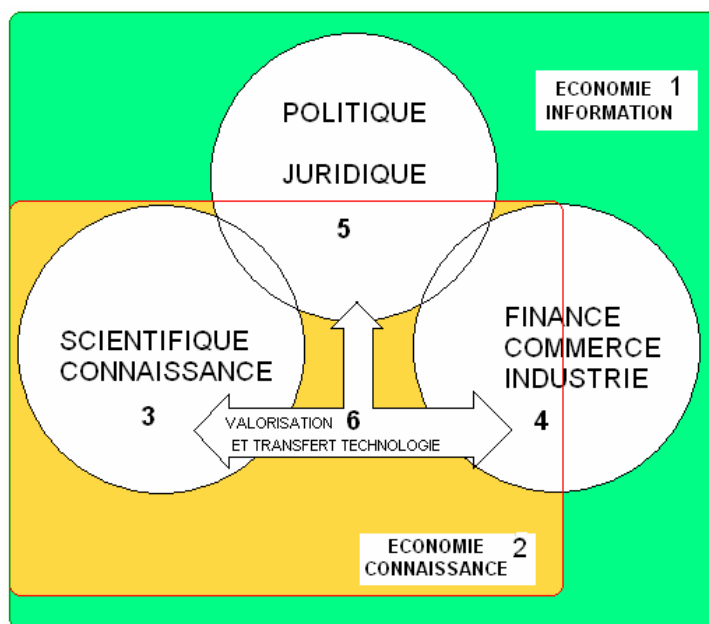 ECONOMIE 1
INFORMATION
POLITIQUE
JURIDIQUE
5
SCIENTIFIQUE
CONNAISSANCE
3
FINANCE
COMMERCE
INDUSTRIE
4
VALORISATION 6
ET TRANSFERT TECHNOLOGIE
ECONOMIE 2
CONNAISSANCE